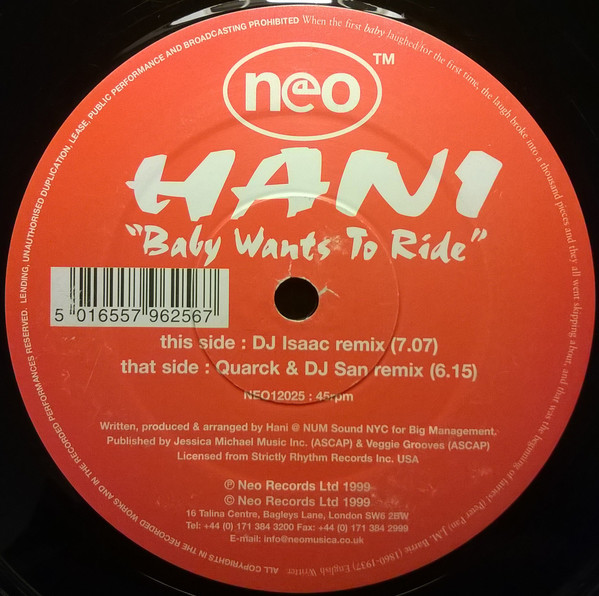 neo™
HANI
"Baby Wants To Ride"
5 016557 962567
this side : DJ Isaac remix (7.07)
that side : Quarck & DJ San remix (6.15)
NEO12025 : 45rpm
Written, produced & arranged by Hani @ NUM Sound NYC for Big Management.
Published by Jessica Michael Music Inc. (ASCAP) & Veggie Grooves (ASCAP)
Licensed from Strictly Rhythm Records Inc. USA
℗ Neo Records Ltd 1999
© Neo Records Ltd 1999
16 Talina Centre, Bagleys Lane, London SW6 2BW
Tel: +44 (0) 171 384 3200 Fax: +44 (0) 171 384 2999
E-mail: info@neomusica.co.uk
ALL COPYRIGHTS IN THE RECORDED WORKS AND IN THE RECORDED PERFORMANCES RESERVED. LENDING, UNAUTHORISED DUPLICATION, LEASE, PUBLIC PERFORMANCE AND BROADCASTING PROHIBITED
When the first baby laughed for the first time, the laugh broke into a thousand pieces and they all went skipping about, and that was the beginning of fairies! (Peter Pan) J.M. Barrie (1860-1937) English Writer.